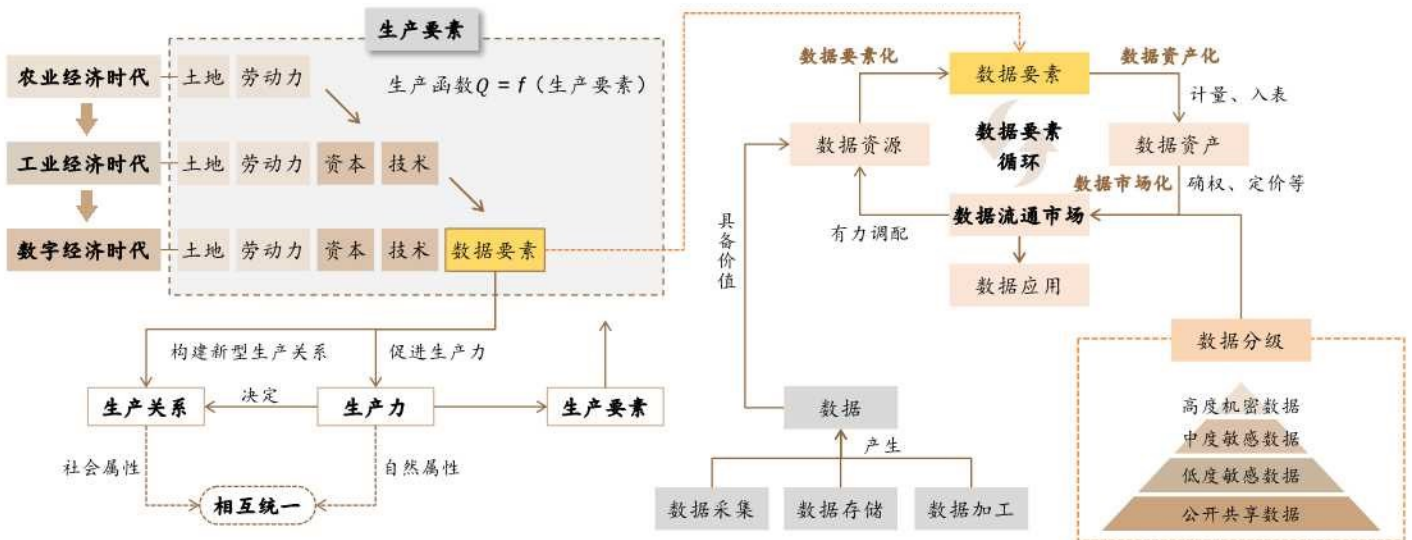 生产要素
农业经济时代
土地
劳动力
生产函数Q = f（生产要素）
工业经济时代
土地
劳动力
资本
技术
数字经济时代
土地
劳动力
资本
技术
数据要素
构建新型生产关系
促进生产力
生产关系
决定
生产力
生产要素
社会属性
自然属性
相互统一
数据要素化
数据要素
数据资产化
计量、入表
数据资源
数据要素
循环
数据资产
数据市场化
确权、定价等
数据流通市场
有力调配
数据应用
具备价值
数据
产生
数据采集
数据存储
数据加工
数据分级
高度机密数据
中度敏感数据
低度敏感数据
公开共享数据